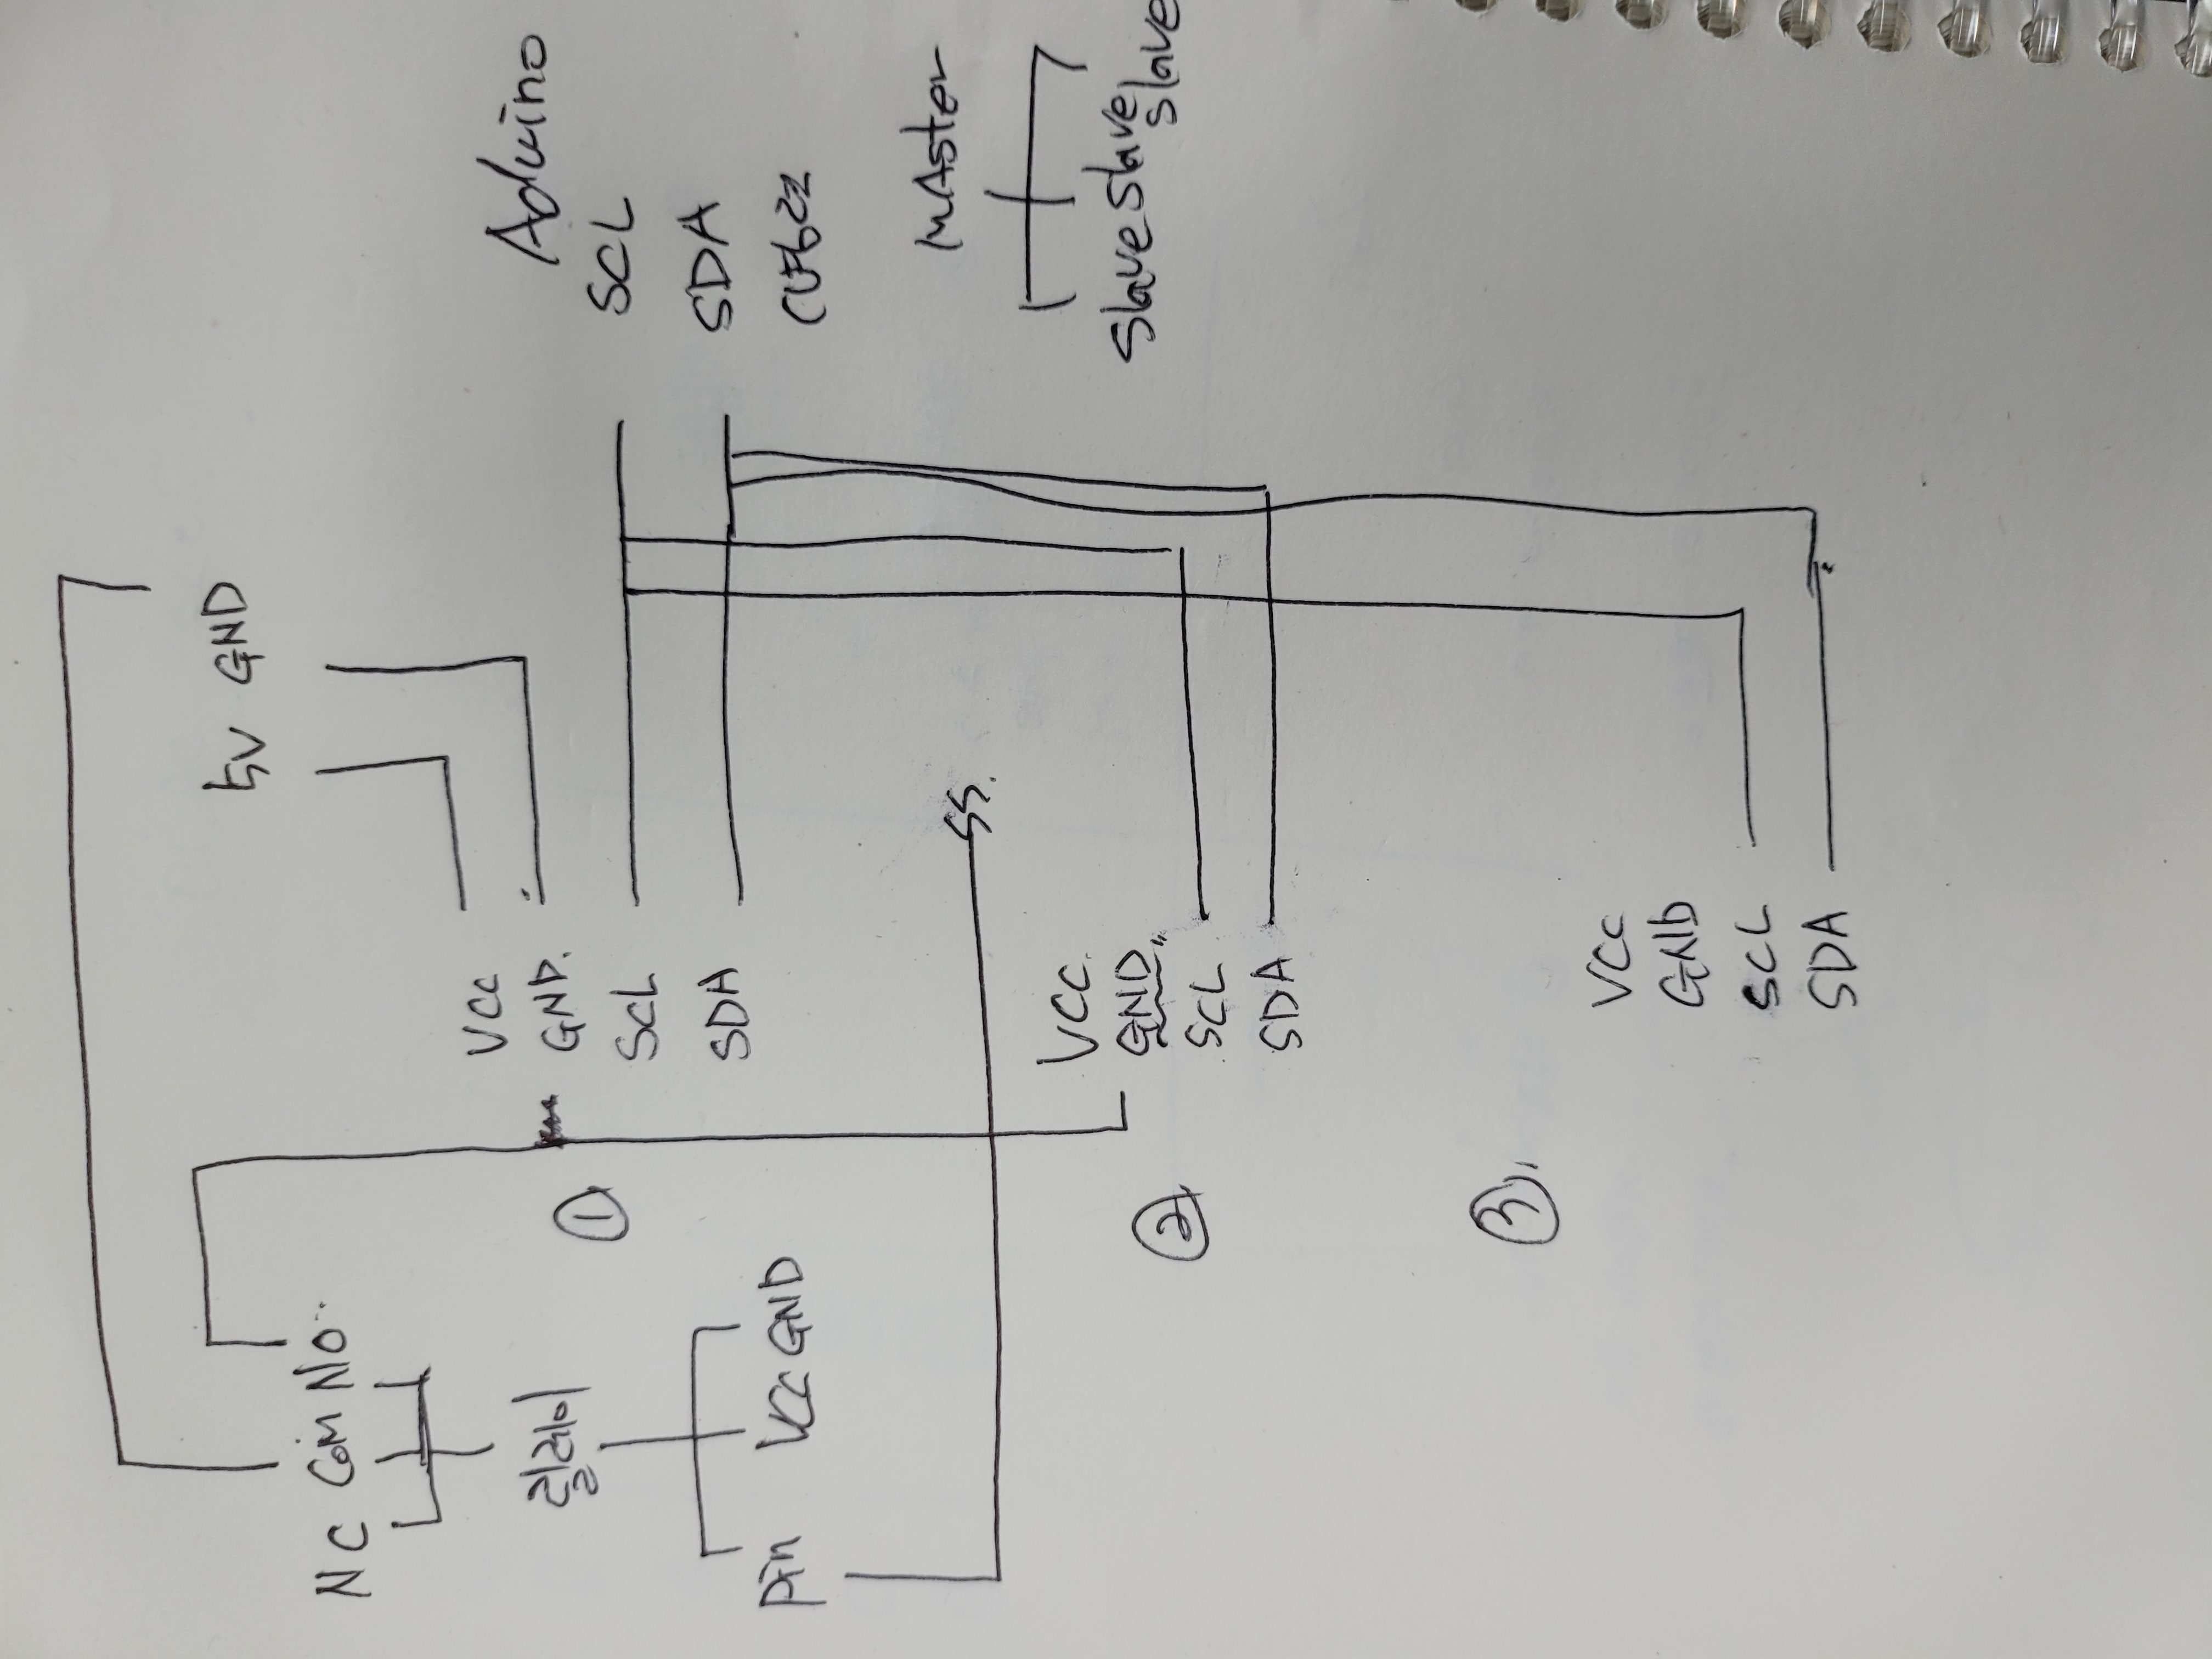 5V GND
NC COM NO
VCC
GND.
①
SCL
SDA
릴레이
Pin VCC GND
Aduino
SCL
SDA
MAster
Slave Slave Slave
SS.
VCC.
GND
②
SCL
SDA
③.
VCC
GND
SCL
SDA